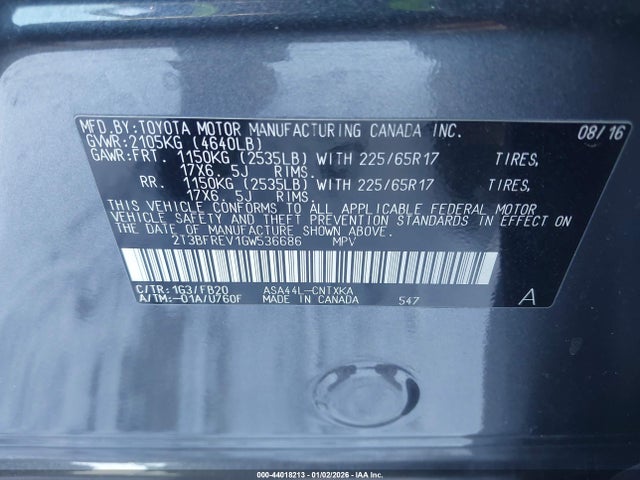 MFD.BY:TOYOTA MOTOR MANUFACTURING CANADA INC. 08/16
GVWR:2105KG (4640LB)
GAWR:FRT. 1150KG (2535LB) WITH 225/65R17 TIRES,
17X6.5J RIMS.
RR. 1150KG (2535LB) WITH 225/65R17 TIRES,
17X6.5J RIMS.
THIS VEHICLE CONFORMS TO ALL APPLICABLE FEDERAL MOTOR
VEHICLE SAFETY AND THEFT PREVENTION STANDARDS IN EFFECT ON
THE DATE OF MANUFACTURE SHOWN ABOVE.
2T3BFREV1GW536686 MPV
C/TR:1G3/FB20 ASA44L-CNTXKA
A/TM:-01A/U760F MADE IN CANADA 547 A
000-44018213 - 01/02/2026 - IAA Corp.